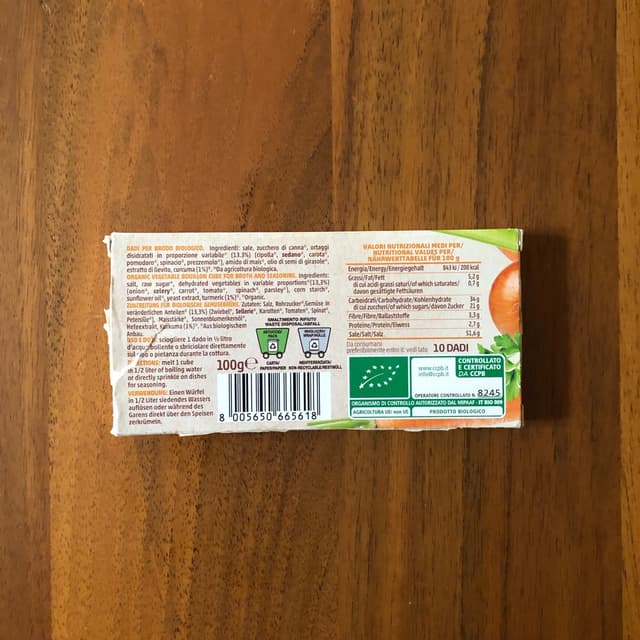 DADI PER BRODO BIOLOGICO. Ingredienti: sale, zucchero di canna°, ortaggi
disidratati in proporzione variabile° (13.3%) [cipolla°, sedano°, carota°,
pomodoro°, spinacio°, prezzemolo°], amido di mais°, olio di semi di girasole°,
estratto di lievito, curcuma (1%)°. °Da agricoltura biologica.
ORGANIC VEGETABLE BOUILLON CUBE FOR BROTH AND SEASONING. Ingredients:
salt, raw sugar°, dehydrated vegetables in variable proportions°(13.3%)
[onion°, celery°, carrot°, tomato°, spinach°, parsley°], corn starch°,
sunflower oil°, yeast extract, turmeric (1%)°. °Organic.
ZUBEREITUNG FÜR BIOLOGISCHE Zutaten: Salz, Rohrzucker°, Gemüse in
veränderlichen Anteilen° (13,3%) [Zwiebel°, Sellerie°, Karotten°, Tomaten°, Spinat°,
Petersilie°], Maisstärke°, Sonnenblumenkernöl°,
Hefeextrakt, Kurkuma (1%)°. °Aus biologischem
Anbau.
USO E DOSI: sciogliere 1 dado in ½ litro
d'acqua bollente o sbriciolare direttamente
sul cibo o pietanza durante la cottura.
DIRECTIONS: melt 1 cube
in 1/2 liter of boiling water
or directly sprinkle on dishes
for seasoning.
VERWENDUNG: Einen Würfel
in 1/2 Liter siedendes Wassers
auflösen oder während des
Garens direkt über den Speisen
zerkrümeln.
SMALTIMENTO RIFIUTO
WASTE DISPOSAL/ABFALL
100g e
CARTA/
PAPER/PAPIER
INDIFFERENZIATA/
NON-RECYCLABLE/RESTMÜLL
8 005650 665618
VALORI NUTRIZIONALI MEDI PER/
NUTRITIONAL VALUES PER/
NÄHRWERTTABELLE FÜR 100 g
Energia/Energy/Energiegehalt 843 kJ / 200 kcal
Grassi/Fat/Fett 5,2 g
di cui acidi grassi saturi/of which saturates/ 0,7 g
davon gesättigte Fettsäuren
Carboidrati/Carbohydrate/Kohlenhydrate 34 g
di cui zuccheri/of which sugars/davon Zucker 21 g
Fibre/Fibre/Ballaststoffe 3,3 g
Proteine/Protein/Eiweiss 2,7 g
Sale/Salt/Salz 51,6 g
Da consumarsi
preferibilmente entro il: vedi lato
10 DADI
www.ccpb.it
info@ccpb.it
CONTROLLATO
E CERTIFICATO
DA CCPB
OPERATORE CONTROLLATO N. 8245
ORGANISMO DI CONTROLLO AUTORIZZATO DAL MIPAAF - IT BIO 009
AGRICOLTURA UE/ non UE
PRODOTTO BIOLOGICO